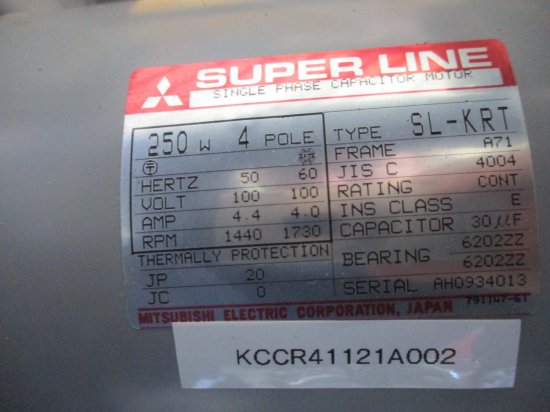 SUPER LINE
SINGLE PHASE CAPACITOR MOTOR
250 W 4 POLE
HERTZ 50 60
VOLT 100 100
AMP 4.4 4.0
RPM 1440 1730
THERMALLY PROTECTION
JP 20
JC 0
TYPE SL-KRT
FRAME A71
JIS C 4004
RATING CONT
INS CLASS E
CAPACITOR 30μF
BEARING 6202ZZ
6202ZZ
SERIAL AH0934013
MITSUBISHI ELECTRIC CORPORATION, JAPAN
KCCR41121A002